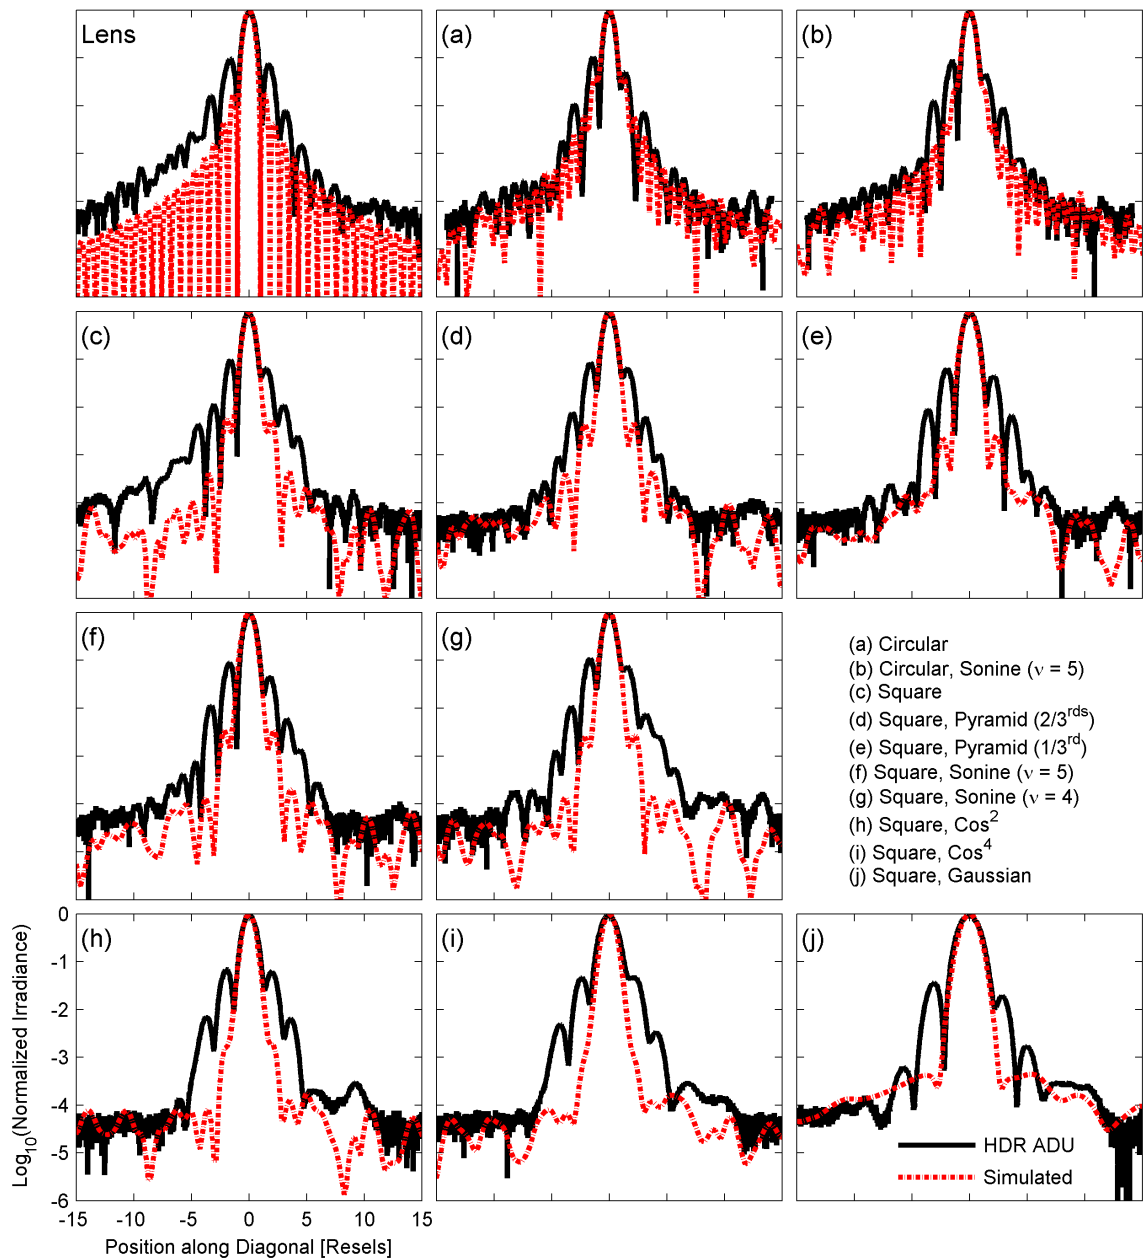 Lens
(a)
(b)
(c)
(d)
(e)
(f)
(g)
(a) Circular
(b) Circular, Sonine (ν = 5)
(c) Square
(d) Square, Pyramid (2/3rds)
(e) Square, Pyramid (1/3rd)
(f) Square, Sonine (ν = 5)
(g) Square, Sonine (ν = 4)
(h) Square, Cos2
(i) Square, Cos4
(j) Square, Gaussian
(h)
(i)
(j)
Log10(Normalized Irradiance)
0
-1
-2
-3
-4
-5
-6
-15 -10 -5 0 5 10 15
Position along Diagonal [Resels]
HDR ADU
Simulated